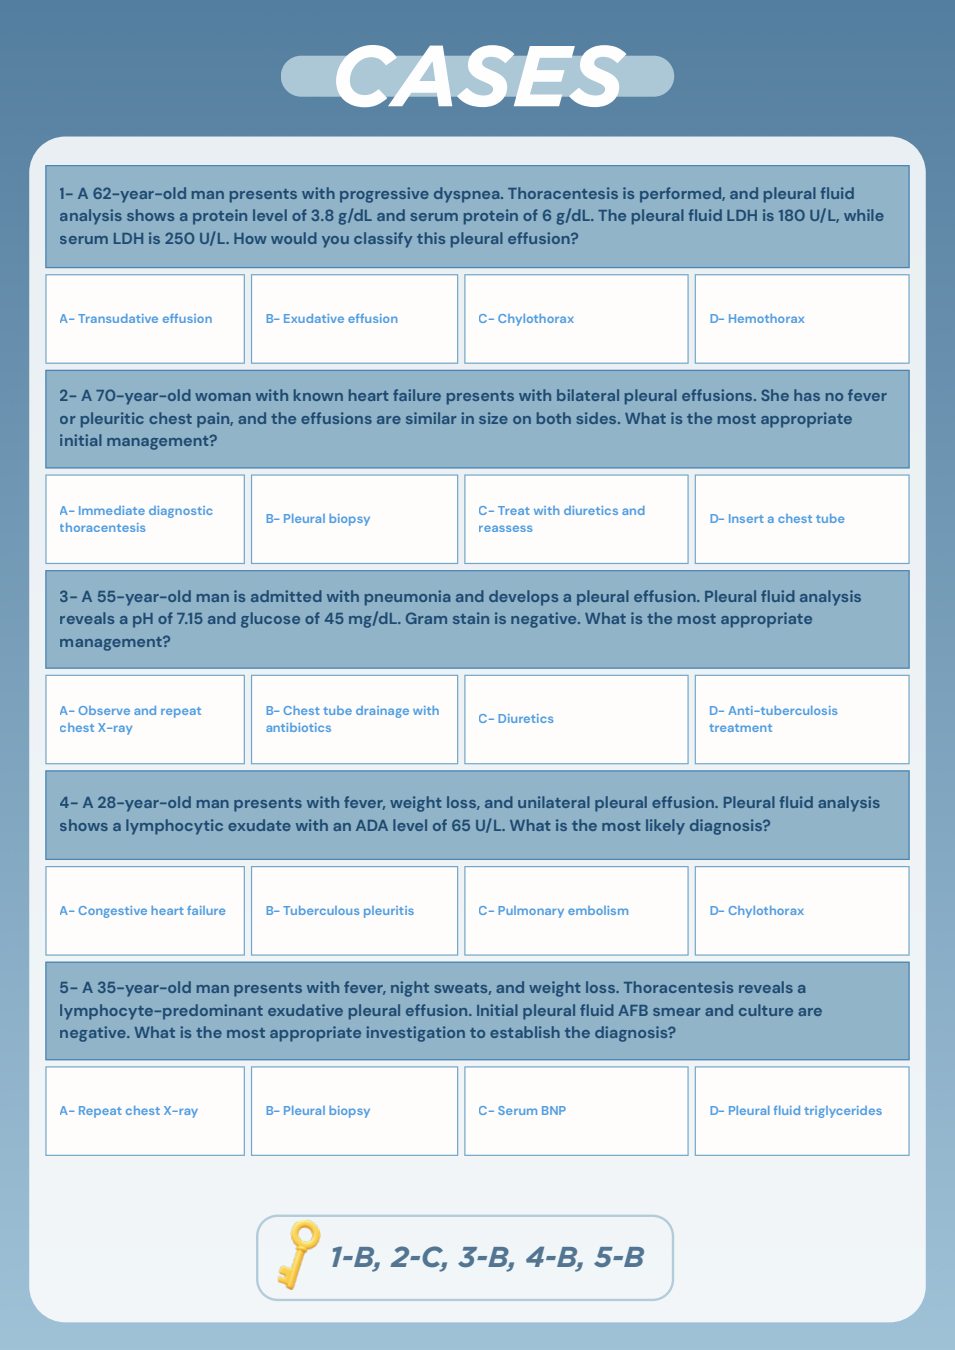 CASES
1- A 62-year-old man presents with progressive dyspnea. Thoracentesis is performed, and pleural fluid
analysis shows a protein level of 3.8 g/dL and serum protein of 6 g/dL. The pleural fluid LDH is 180 U/L, while
serum LDH is 250 U/L. How would you classify this pleural effusion?
A- Transudative effusion
B- Exudative effusion
C- Chylothorax
D- Hemothorax
2- A 70-year-old woman with known heart failure presents with bilateral pleural effusions. She has no fever
or pleuritic chest pain, and the effusions are similar in size on both sides. What is the most appropriate
initial management?
A- Immediate diagnostic
thoracentesis
B- Pleural biopsy
C- Treat with diuretics and
reassess
D- Insert a chest tube
3- A 55-year-old man is admitted with pneumonia and develops a pleural effusion. Pleural fluid analysis
reveals a pH of 7.15 and glucose of 45 mg/dL. Gram stain is negative. What is the most appropriate
management?
A- Observe and repeat
chest X-ray
B- Chest tube drainage with
antibiotics
C- Diuretics
D- Anti-tuberculosis
treatment
4- A 28-year-old man presents with fever, weight loss, and unilateral pleural effusion. Pleural fluid analysis
shows a lymphocytic exudate with an ADA level of 65 U/L. What is the most likely diagnosis?
A- Congestive heart failure
B- Tuberculous pleuritis
C- Pulmonary embolism
D- Chylothorax
5- A 35-year-old man presents with fever, night sweats, and weight loss. Thoracentesis reveals a
lymphocyte-predominant exudative pleural effusion. Initial pleural fluid AFB smear and culture are
negative. What is the most appropriate investigation to establish the diagnosis?
A- Repeat chest X-ray
B- Pleural biopsy
C- Serum BNP
D- Pleural fluid triglycerides
1-B, 2-C, 3-B, 4-B, 5-B